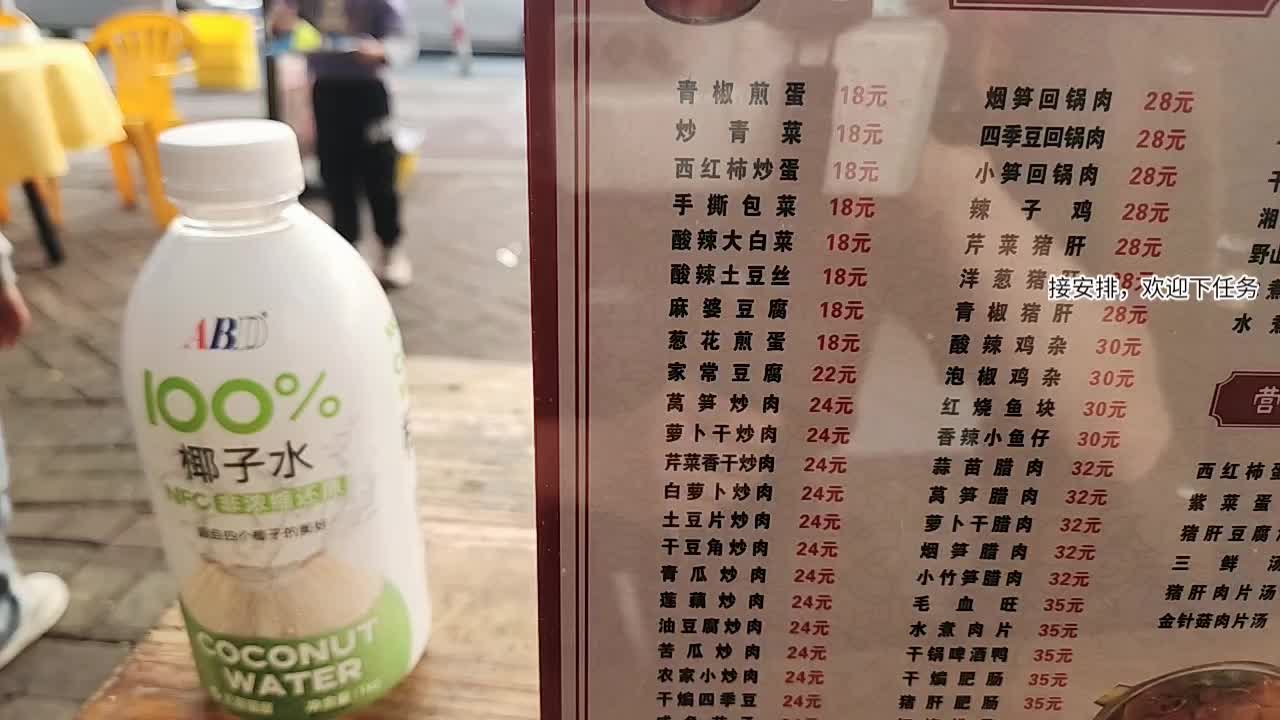 ABD
100%
椰子水
NFC 非浓缩还原
COCONUT
WATER
青椒煎蛋 18元
炒青菜 18元
西红柿炒蛋 18元
手撕包菜 18元
酸辣大白菜 18元
酸辣土豆丝 18元
麻婆豆腐 18元
葱花煎蛋 18元
家常豆腐 22元
莴笋炒肉 24元
萝卜干炒肉 24元
芹菜香干炒肉 24元
白萝卜炒肉 24元
土豆片炒肉 24元
干豆角炒肉 24元
青瓜炒肉 24元
莲藕炒肉 24元
油豆腐炒肉 24元
苦瓜炒肉 24元
农家小炒肉 24元
干煸四季豆 24元
烟笋回锅肉 28元
四季豆回锅肉 28元
小笋回锅肉 28元
辣子鸡 28元
芹菜猪肝 28元
洋葱猪肝
接安排，欢迎下任务
青椒猪肝 28元
酸辣鸡杂 30元
泡椒鸡杂 30元
红烧鱼块 30元
香辣小鱼仔 30元
蒜苗腊肉 32元
莴笋腊肉 32元
萝卜干腊肉 32元
烟笋腊肉 32元
小竹笋腊肉 32元
毛血旺 35元
水煮肉片 35元
干锅啤酒鸭 35元
干煸肥肠 35元
猪肝肥肠 35元
湘
野山
水煮
营
西红柿蛋
紫菜蛋
猪肝豆腐
三鲜汤
猪肝肉片汤
金针菇肉片汤